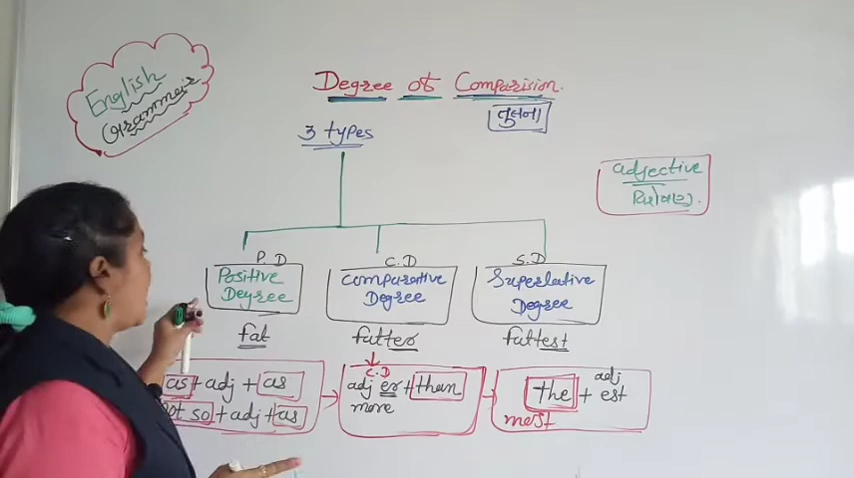 English
Grammar
Degree of Comparision.
તુલના
3 types
adjective
P.D
Positive
Degree
fat
C.D
Comparative
Degree
fatter
S.D
Superlative
Degree
fattest
as + adj + as
not so + adj + as
C.D
adj er + than
more
the + adj est
most